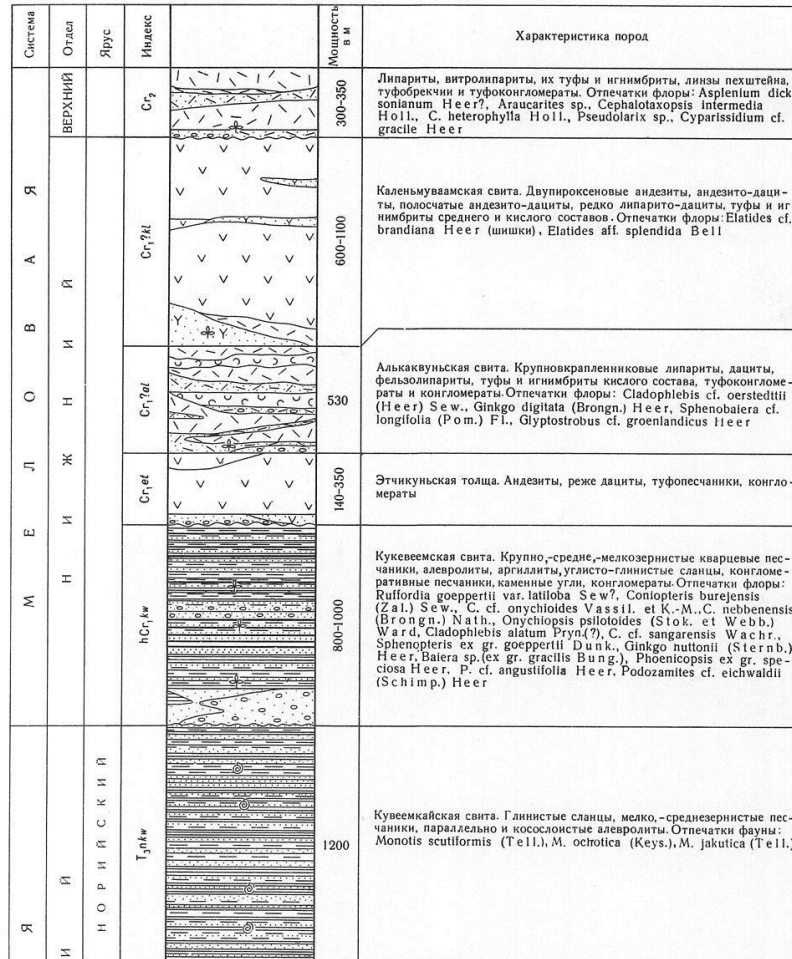 Система
Отдел
Ярус
Индекс
Мощность
в м
Характеристика пород
МЕЛОВАЯ
ВЕРХНИЙ
Cr₂
300-350
Липариты, витролипариты, их туфы и игнимбриты, линзы пехштейна,
туфобрекчии и туфоконгломераты. Отпечатки флоры: Asplenium dick
sonianum Heer?, Araucarites sp., Cephalotaxopsis intermedia
Holl., C. heterophylla Holl., Pseudolarix sp., Cyparissidium cf.
gracile Heer
НИЖНИЙ
Cr₁?kl
600-1100
Каленьмуваамская свита. Двупироксеновые андезиты, андезито-даци-
ты, полосчатые андезито-дациты, редко липарито-дациты, туфы и иг
нимбриты среднего и кислого составов. Отпечатки флоры: Elatides cf.
brandiana Heer (шишки), Elatides aff. splendida Bell
Cr₁?al
530
Алькаквуньская свита. Крупновкрапленниковые липариты, дациты,
фельзолипариты, туфы и игнимбриты кислого состава, туфоконгломе-
раты и конгломераты. Отпечатки флоры: Cladophlebis cf. oerstedttii
(Heer) Sew., Ginkgo digitata (Brongn.) Heer, Sphenobaiera cf.
longifolia (Pom.) Fl., Glyptostrobus cf. groenlandicus Heer
Cr₁et
140-350
Этчикуньская толща. Андезиты, реже дациты, туфопесчаники, конгло-
мераты
hCr₁kw
800-1000
Кукевеемская свита. Крупно,-средне,-мелкозернистые кварцевые пес-
чаники, алевролиты, аргиллиты, углисто-глинистые сланцы, конгломе-
ративные песчаники, каменные угли, конгломераты. Отпечатки флоры:
Ruffordia goeppertii var. latiloba Sew?, Coniopteris burejensis
(Zal.) Sew., C. cf. onychioides Vassil. et K.-M., C. nebbenensis
(Brongn.) Nath., Onychiopsis psilotoides (Stok. et Webb.)
Ward, Cladophlebis alatum Pryn.(?), C. cf. sangarensis Wachr.,
Sphenopteris ex gr. goeppertii Dunk., Ginkgo huttonii (Sternb.)
Heer, Baiera sp. (ex gr. gracilis Bung.), Phoenicopsis ex gr. spe-
ciosa Heer, P. cf. angustifolia Heer, Podozamites cf. eichwaldii
(Schimp.) Heer
Я
ИЙ
НОРИЙСКИЙ
T₃nkw
1200
Кувеемкайская свита. Глинистые сланцы, мелко,-среднезернистые пес-
чаники, параллельно и косослоистые алевролиты. Отпечатки фауны:
Monotis scutiformis (Tell.), M. ochotica (Keys.), M. jakutica (Tell.)